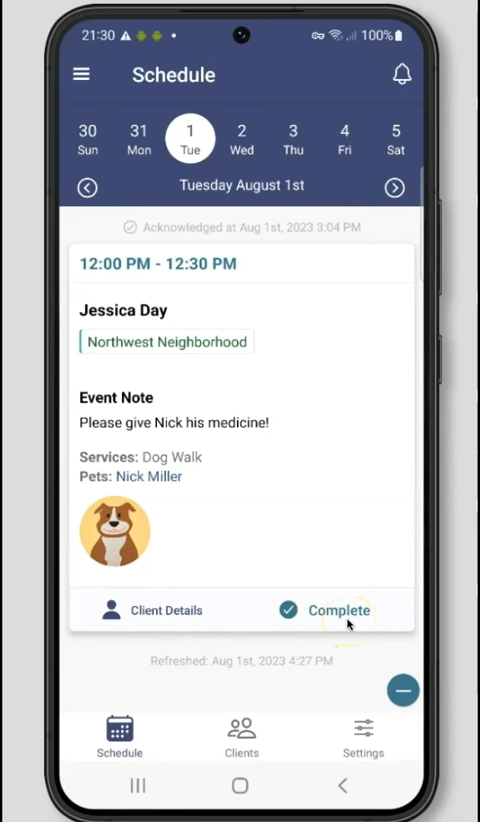 21:30 100%
Schedule
30 31 1 2 3 4 5
Sun Mon Tue Wed Thu Fri Sat
Tuesday August 1st
Acknowledged at Aug 1st, 2023 3:04 PM
12:00 PM - 12:30 PM
Jessica Day
Northwest Neighborhood
Event Note
Please give Nick his medicine!
Services: Dog Walk
Pets: Nick Miller
Client Details Complete
Refreshed: Aug 1st, 2023 4:27 PM
Schedule Clients Settings